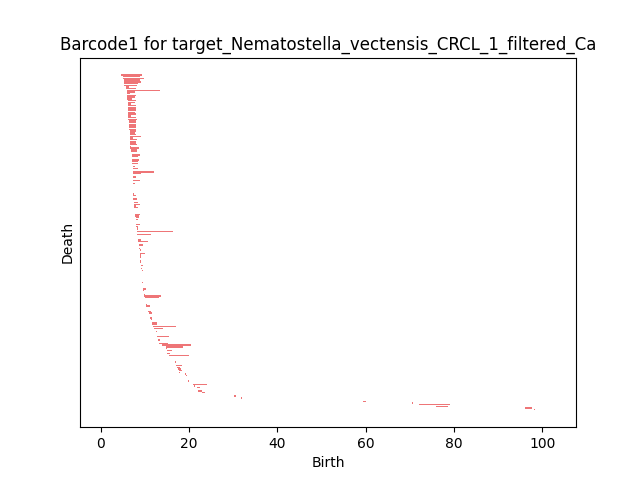 Barcode1 for target_Nematostella_vectensis_CRCL_1_filtered_Ca
Death
0 20 40 60 80 100
Birth